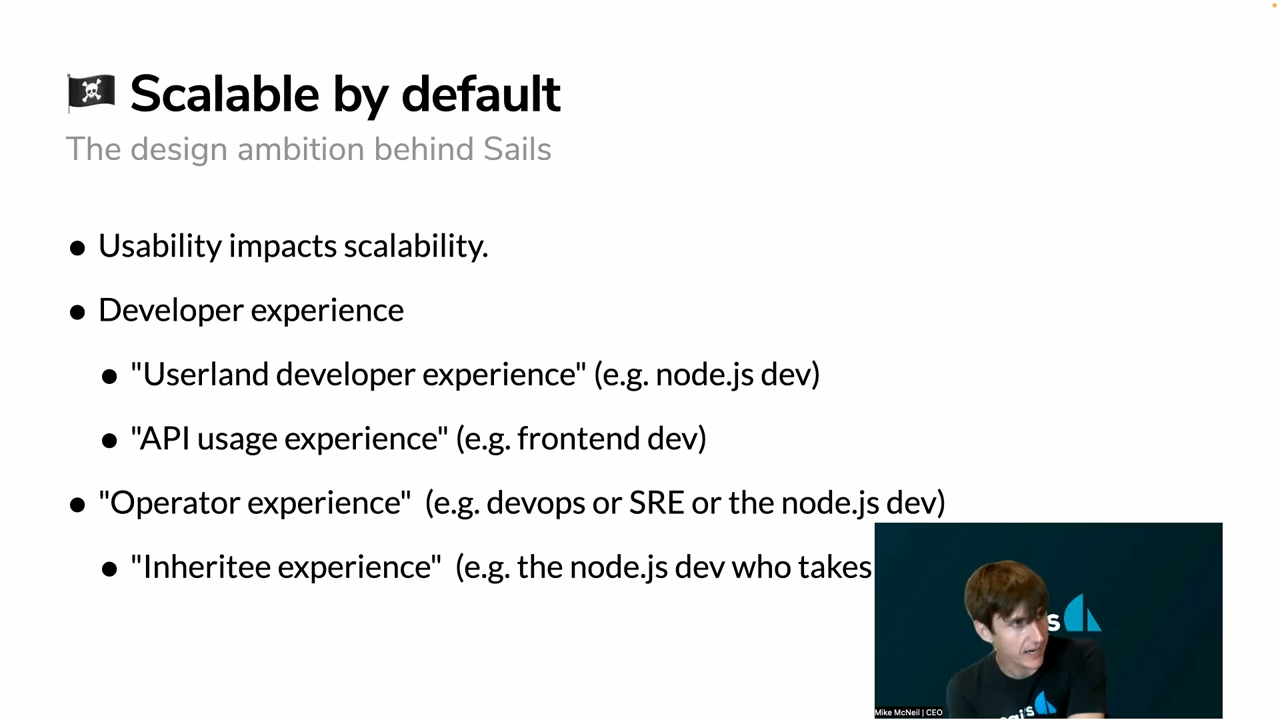 Scalable by default
The design ambition behind Sails
• Usability impacts scalability.
• Developer experience
• "Userland developer experience" (e.g. node.js dev)
• "API usage experience" (e.g. frontend dev)
• "Operator experience" (e.g. devops or SRE or the node.js dev)
• "Inheritee experience" (e.g. the node.js dev who takes
s
Mike McNeil | CEO